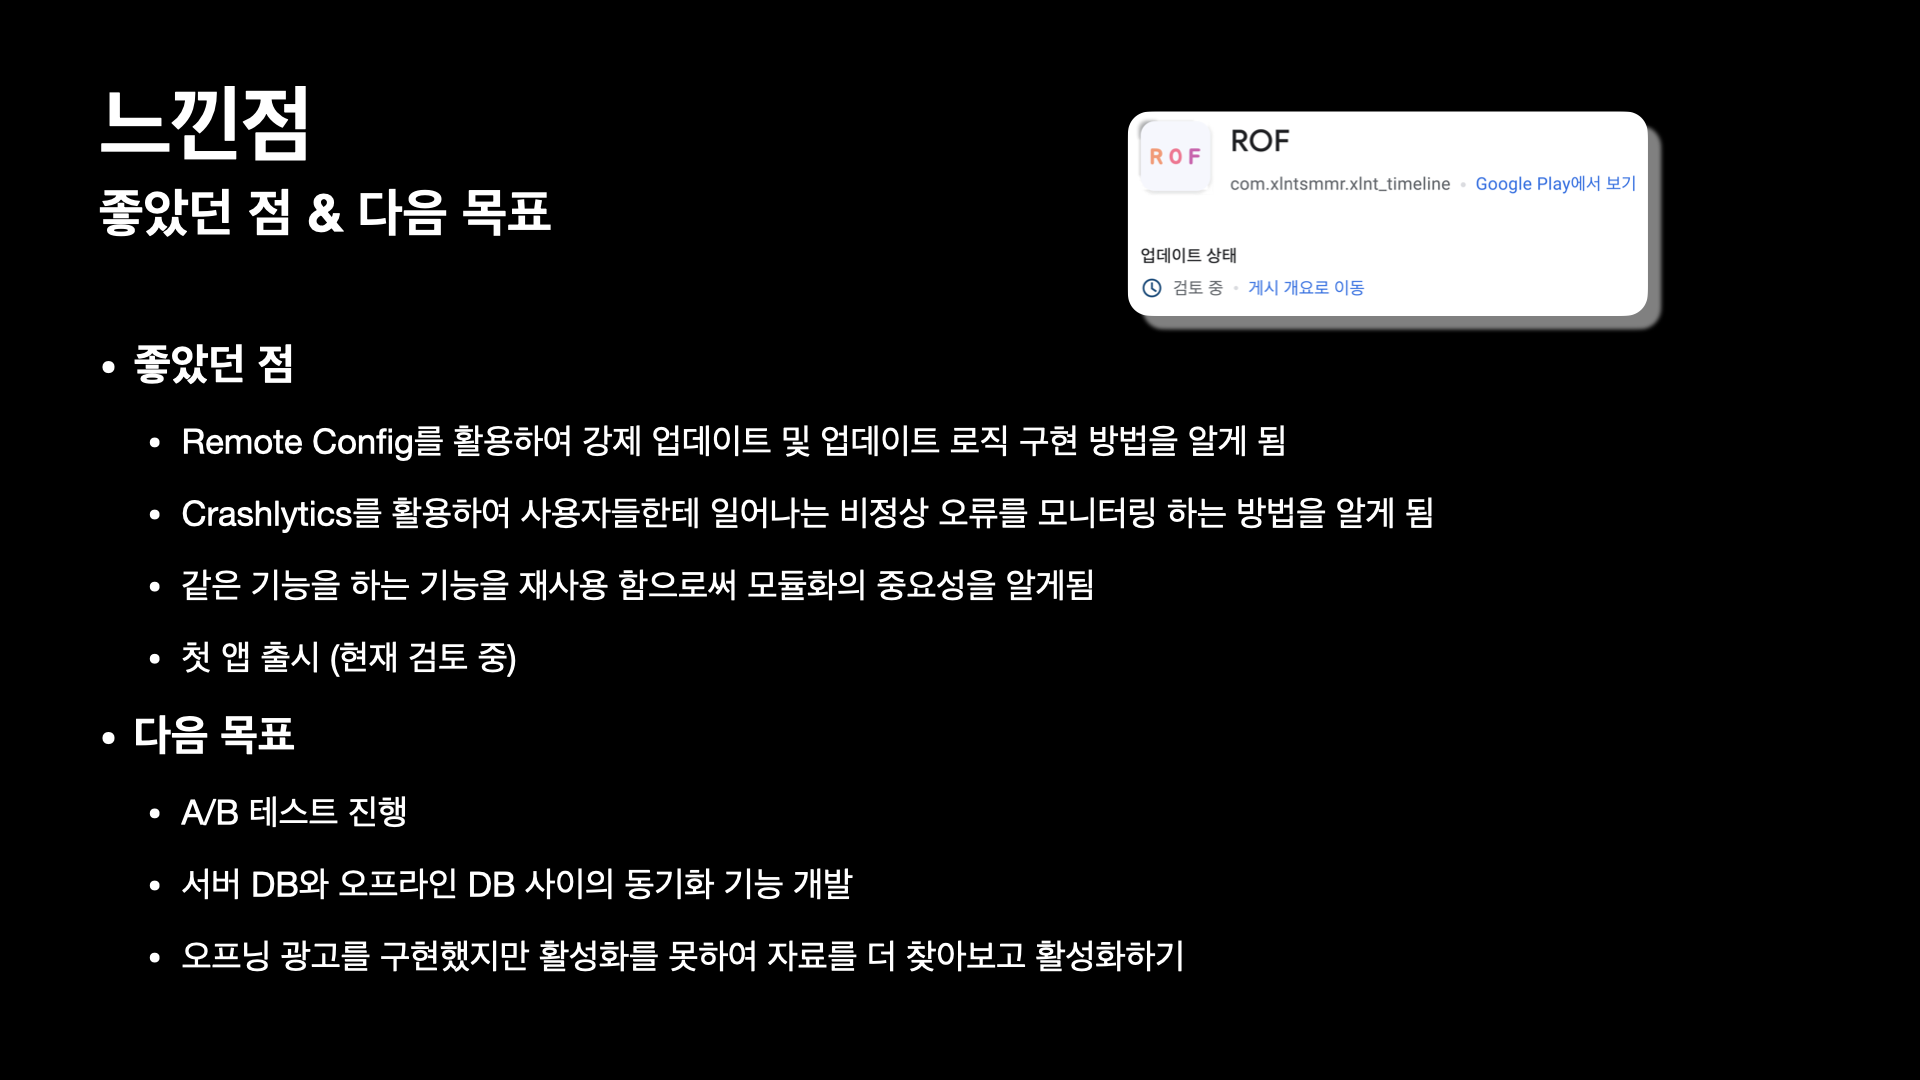 느낀점
좋았던 점 & 다음 목표
ROF
ROF
com.xlntsmmr.xlnt_timeline • Google Play에서 보기
업데이트 상태
검토 중 • 게시 개요로 이동
• 좋았던 점
• Remote Config를 활용하여 강제 업데이트 및 업데이트 로직 구현 방법을 알게 됨
• Crashlytics를 활용하여 사용자들한테 일어나는 비정상 오류를 모니터링 하는 방법을 알게 됨
• 같은 기능을 하는 기능을 재사용 함으로써 모듈화의 중요성을 알게됨
• 첫 앱 출시 (현재 검토 중)
• 다음 목표
• A/B 테스트 진행
• 서버 DB와 오프라인 DB 사이의 동기화 기능 개발
• 오프닝 광고를 구현했지만 활성화를 못하여 자료를 더 찾아보고 활성화하기